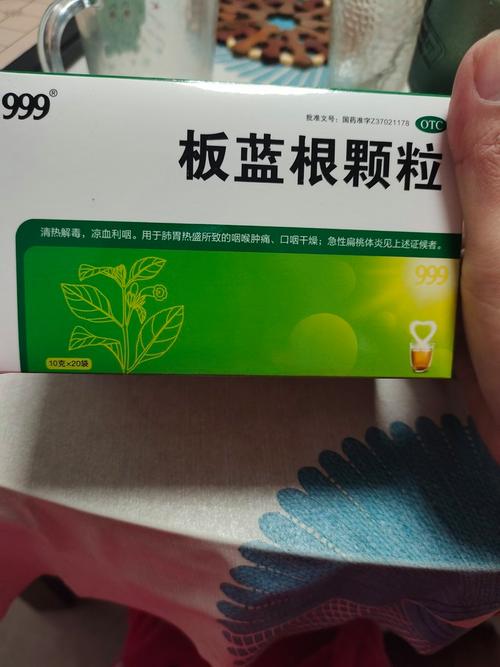 999®
批准文号：国药准字Z37021178 OTC
板蓝根颗粒
清热解毒，凉血利咽。用于肺胃热盛所致的咽喉肿痛、口咽干燥；急性扁桃体炎见上述证候者。
999
10克×20袋